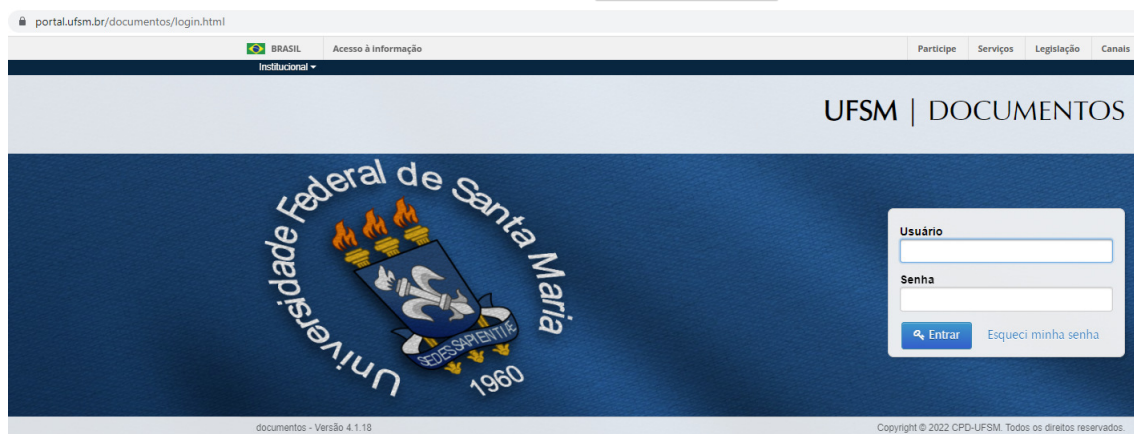 portal.ufsm.br/documentos/login.html
BRASIL Acesso à informação Participe Serviços Legislação Canais
Institucional
UFSM | DOCUMENTOS
Universidade Federal de Santa Maria
SEDES SAPIENTIÆ
1960
Usuário
Senha
Entrar Esqueci minha senha
documentos - Versão 4.1.18 Copyright © 2022 CPD-UFSM. Todos os direitos reservados.